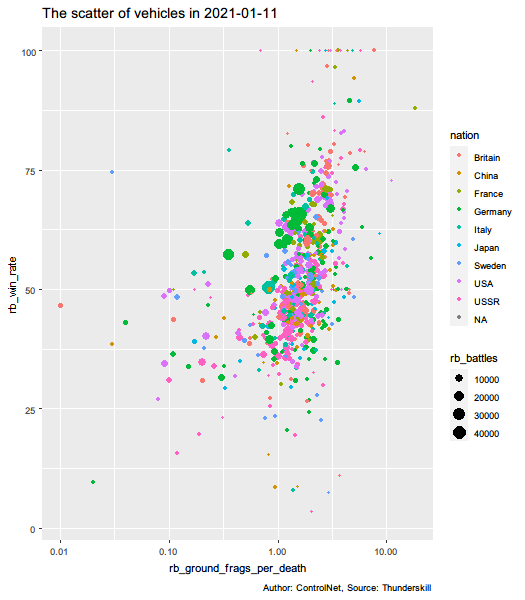 The scatter of vehicles in 2021-01-11
100
75
50
25
0
rb_win_rate
0.01
0.10
1.00
10.00
rb_ground_frags_per_death
nation
Britain
China
France
Germany
Italy
Japan
Sweden
USA
USSR
NA
rb_battles
10000
20000
30000
40000
Author: ControlNet, Source: Thunderskill